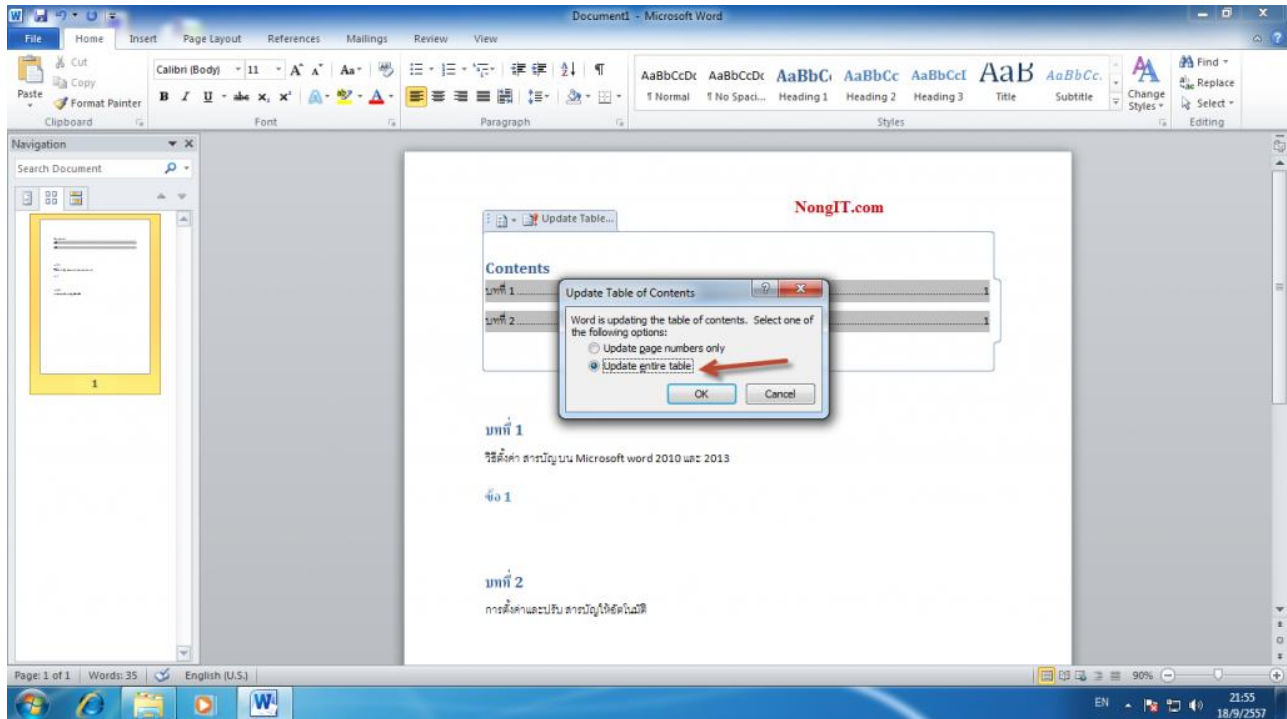 Document1 - Microsoft Word
File Home Insert Page Layout References Mailings Review View
Paste
Cut
Copy
Format Painter
Clipboard
Calibri (Body) 11
Font
Paragraph
AaBbCcDc AaBbCcDc AaBbC AaBbCc AaBbCcI AaB AaBbCc.
¶ Normal ¶ No Spaci... Heading 1 Heading 2 Heading 3 Title Subtitle
Change Styles
Styles
Find
Replace
Select
Editing
Navigation
Search Document
1
NongIT.com
Update Table...
Contents
บทที่ 1 1
บทที่ 2 1
Update Table of Contents
Word is updating the table of contents. Select one of
the following options:
Update page numbers only
Update entire table
OK Cancel
บทที่ 1
วิธีตั้งค่า สารบัญบน Microsoft word 2010 และ 2013
ข้อ 1
บทที่ 2
การตั้งค่าและปรับ สารบัญให้อัตโนมัติ
Page: 1 of 1 Words: 35 English (U.S.) 90%
EN 21:55
18/9/2557